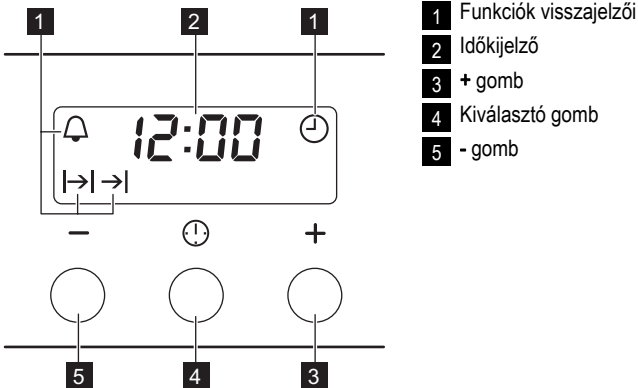 1 2 1
12:00
|→| →|
− +
5 4 3
1 Funkciók visszajelzői
2 Időkijelző
3 + gomb
4 Kiválasztó gomb
5 - gomb